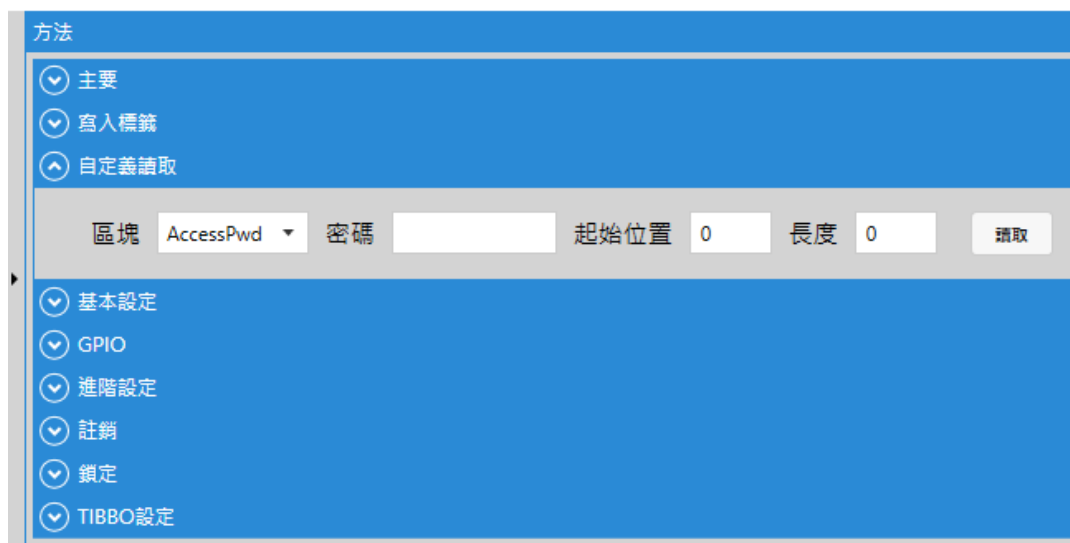 方法
主要
寫入標籤
自定義讀取
區塊 AccessPwd 密碼 起始位置 0 長度 0 讀取
基本設定
GPIO
進階設定
註銷
鎖定
TIBBO設定